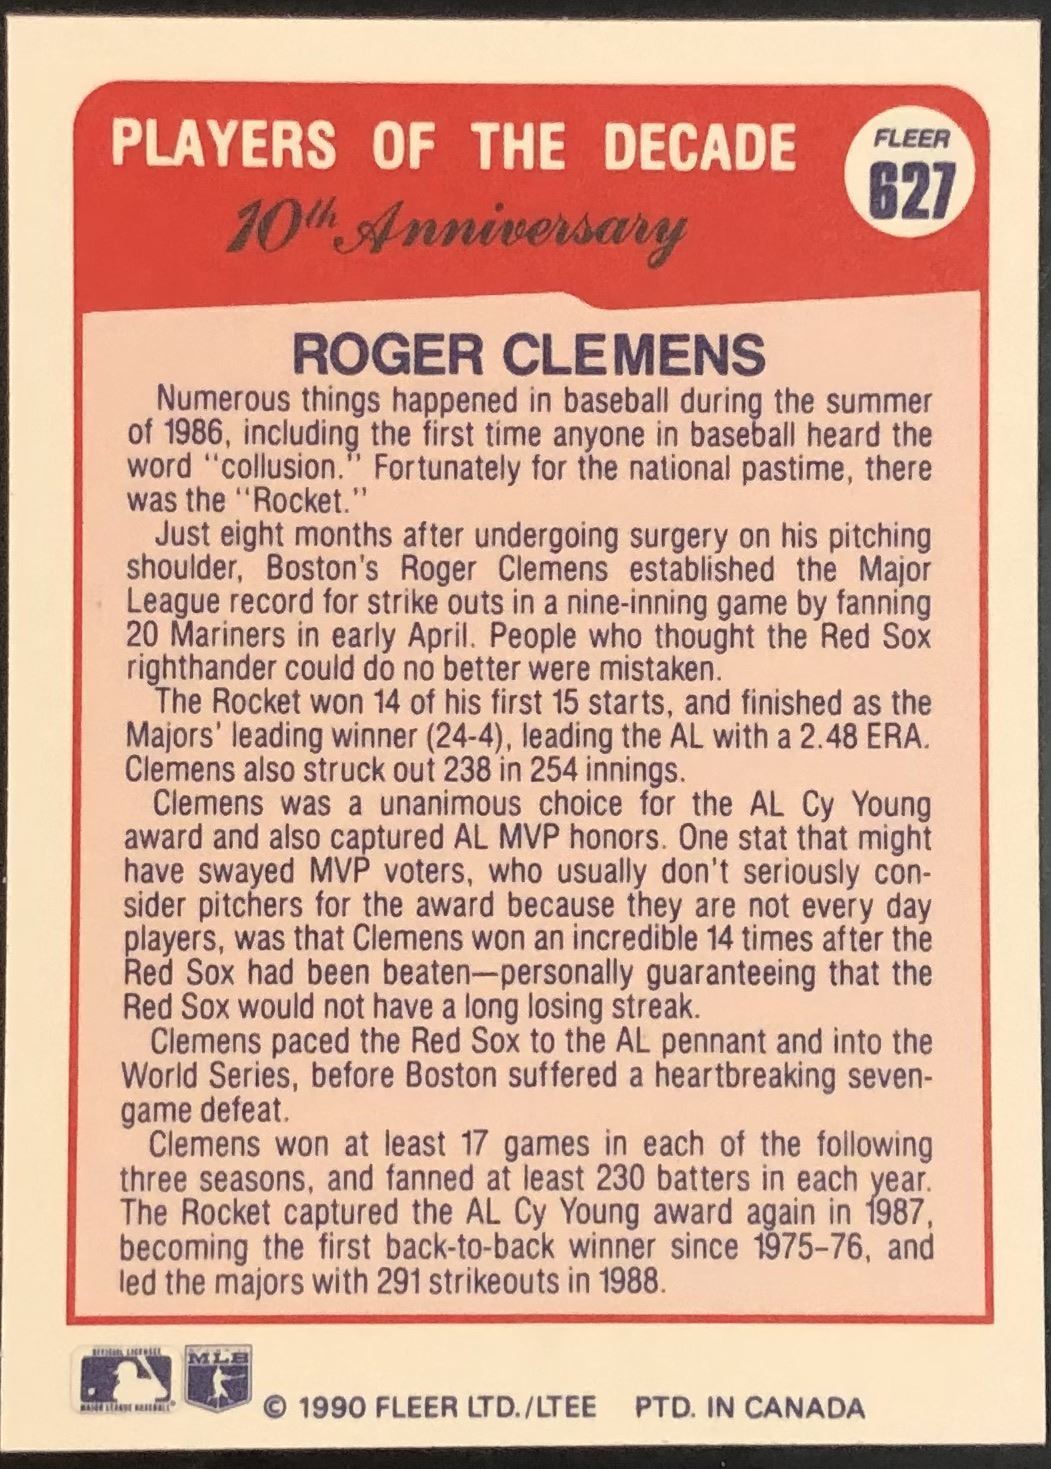 PLAYERS OF THE DECADE
10th Anniversary
FLEER
627
ROGER CLEMENS
Numerous things happened in baseball during the summer
of 1986, including the first time anyone in baseball heard the
word "collusion." Fortunately for the national pastime, there
was the "Rocket."
Just eight months after undergoing surgery on his pitching
shoulder, Boston's Roger Clemens established the Major
League record for strike outs in a nine-inning game by fanning
20 Mariners in early April. People who thought the Red Sox
righthander could do no better were mistaken.
The Rocket won 14 of his first 15 starts, and finished as the
Majors' leading winner (24-4), leading the AL with a 2.48 ERA.
Clemens also struck out 238 in 254 innings.
Clemens was a unanimous choice for the AL Cy Young
award and also captured AL MVP honors. One stat that might
have swayed MVP voters, who usually don't seriously con-
sider pitchers for the award because they are not every day
players, was that Clemens won an incredible 14 times after the
Red Sox had been beaten—personally guaranteeing that the
Red Sox would not have a long losing streak.
Clemens paced the Red Sox to the AL pennant and into the
World Series, before Boston suffered a heartbreaking seven-
game defeat.
Clemens won at least 17 games in each of the following
three seasons, and fanned at least 230 batters in each year.
The Rocket captured the AL Cy Young award again in 1987,
becoming the first back-to-back winner since 1975-76, and
led the majors with 291 strikeouts in 1988.
OFFICIAL LICENSEE
MAJOR LEAGUE BASEBALL
MLB
© 1990 FLEER LTD./LTEE PTD. IN CANADA